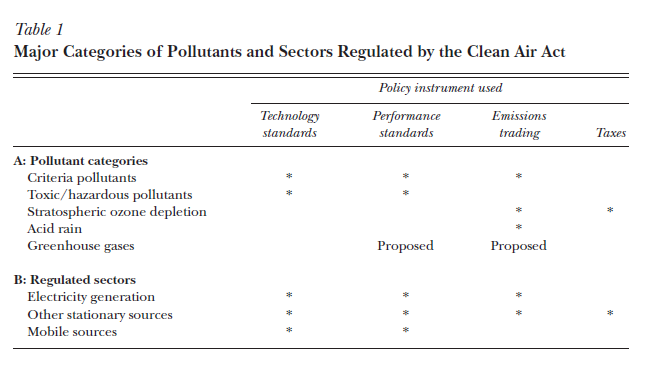 Table 1
Major Categories of Pollutants and Sectors Regulated by the Clean Air Act
Policy instrument used
Technology standards Performance standards Emissions trading Taxes
A: Pollutant categories
Criteria pollutants * * *
Toxic/hazardous pollutants * *
Stratospheric ozone depletion * *
Acid rain *
Greenhouse gases Proposed Proposed
B: Regulated sectors
Electricity generation * * *
Other stationary sources * * * *
Mobile sources * *